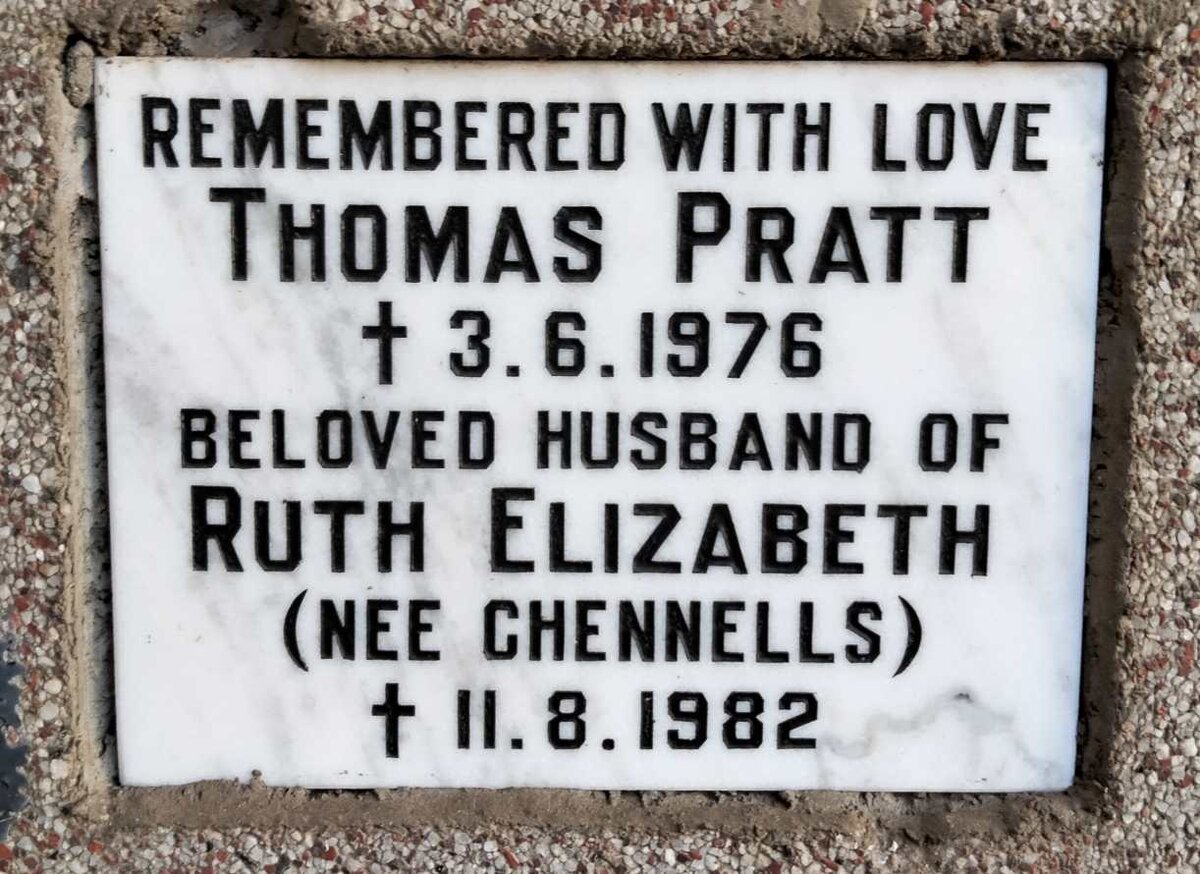 REMEMBERED WITH LOVE
THOMAS PRATT
† 3.6.1976
BELOVED HUSBAND OF
RUTH ELIZABETH
(NEE CHENNELLS)
† 11.8.1982